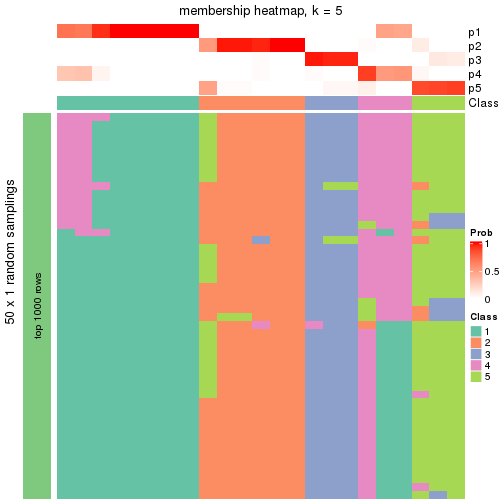 membership heatmap, k = 5
p1
p2
p3
p4
p5
Class
50 x 1 random samplings
top 1000 rows
Prob
1
0.5
0
Class
1
2
3
4
5